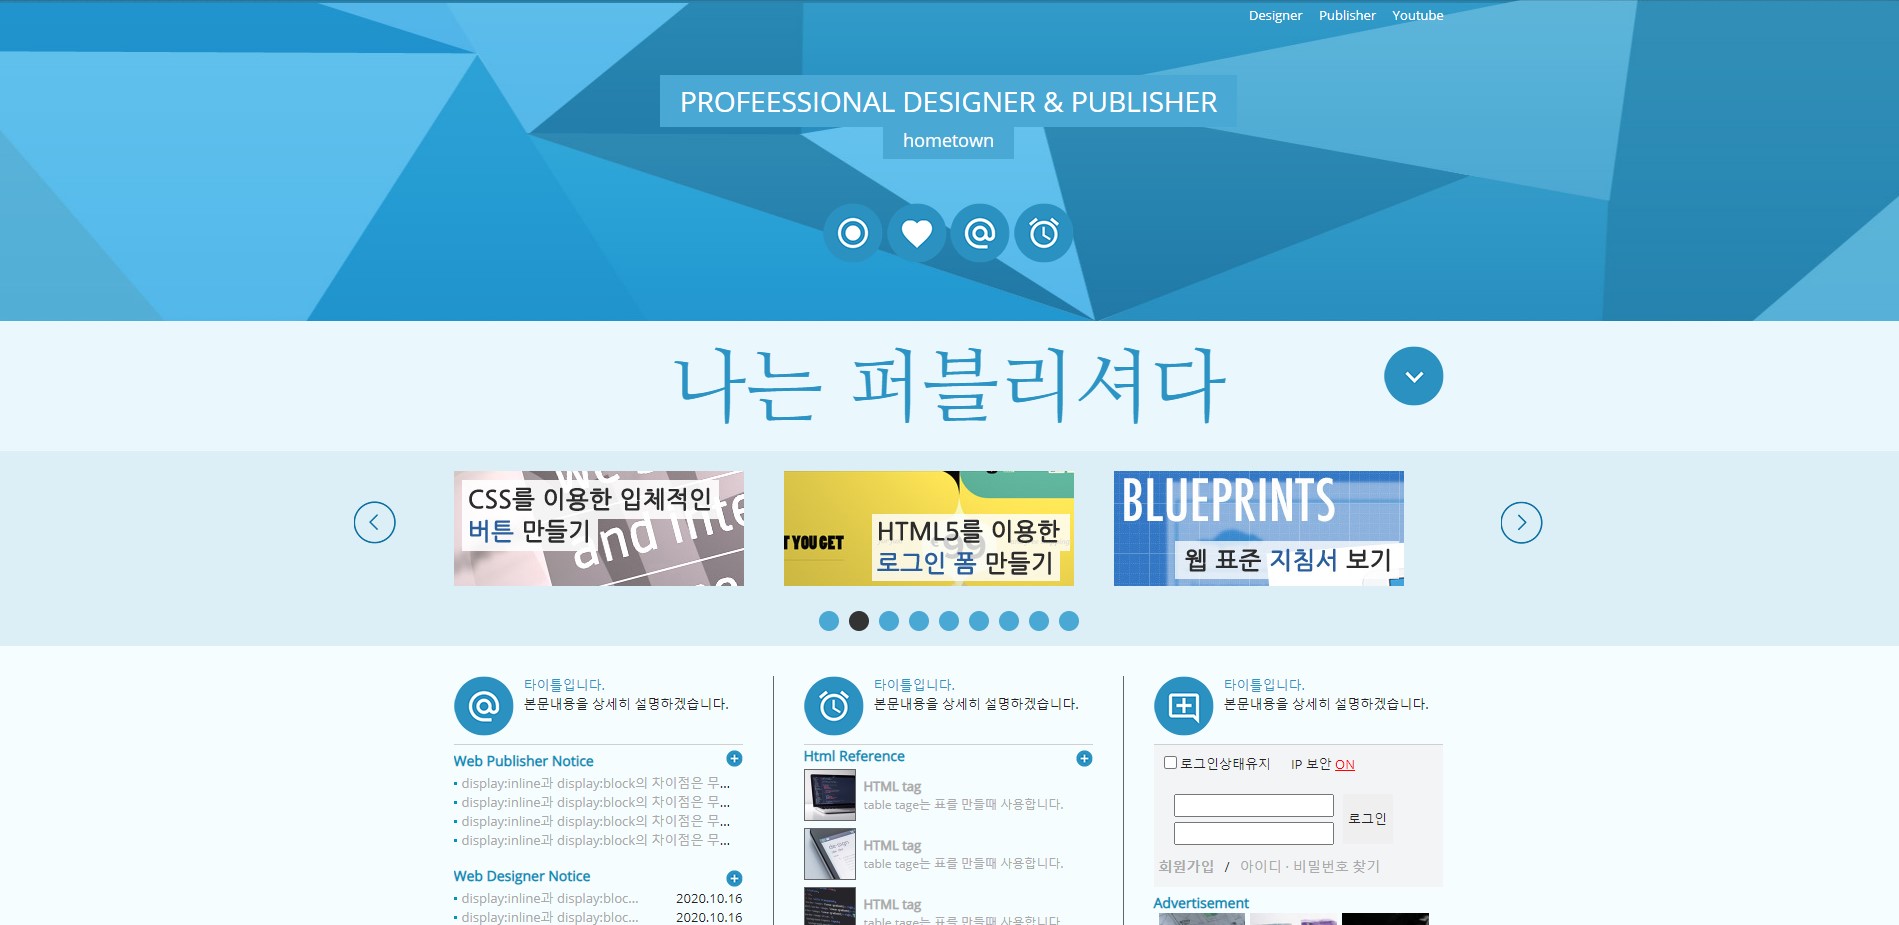 Designer Publisher Youtube
PROFEESSIONAL DESIGNER & PUBLISHER
hometown
나는 퍼블리셔다
CSS를 이용한 입체적인
버튼 만들기
and inte
T YOU GET
HTML5를 이용한
로그인 폼 만들기
99
BLUEPRINTS
웹 표준 지침서 보기
타이틀입니다.
본문내용을 상세히 설명하겠습니다.
Web Publisher Notice
display:inline과 display:block의 차이점은 무...
display:inline과 display:block의 차이점은 무...
display:inline과 display:block의 차이점은 무...
display:inline과 display:block의 차이점은 무...
Web Designer Notice
display:inline과 display:bloc... 2020.10.16
display:inline과 display:bloc... 2020.10.16
타이틀입니다.
본문내용을 상세히 설명하겠습니다.
Html Reference
HTML tag
table tage는 표를 만들때 사용합니다.
HTML tag
table tage는 표를 만들때 사용합니다.
HTML tag
table tage는 표를 만들때 사용합니다.
타이틀입니다.
본문내용을 상세히 설명하겠습니다.
로그인상태유지 IP 보안 ON
로그인
회원가입 / 아이디 · 비밀번호 찾기
Advertisement